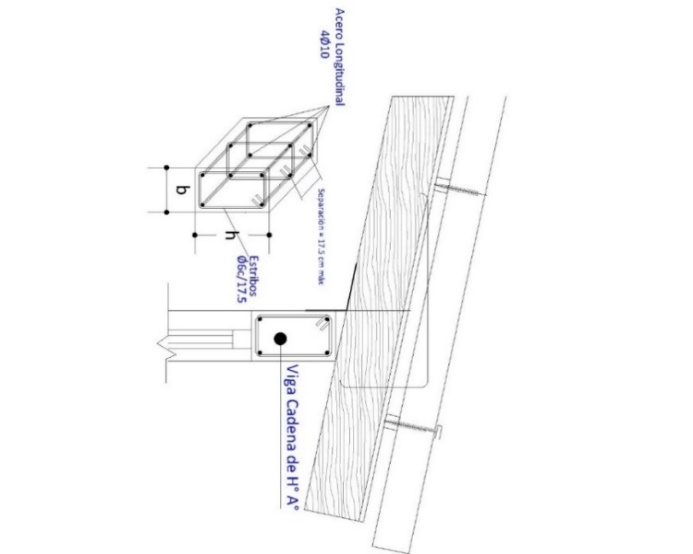 Acero Longitudinal
4Ø10
Separación = 17.5 cm máx
b
h
Estribos
Ø6c/17.5
Viga Cadena de H° A°